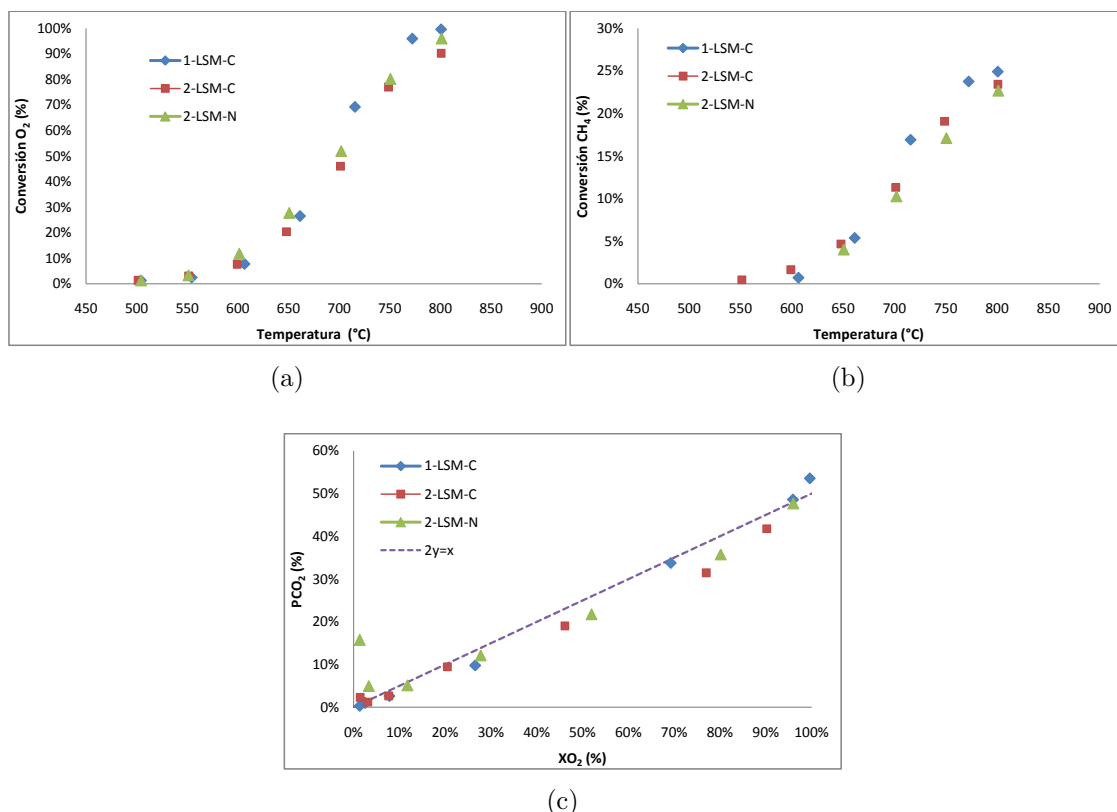 100%
90%
80%
70%
60%
50%
40%
30%
20%
10%
0%
Conversión O₂ (%)
1-LSM-C
2-LSM-C
2-LSM-N
450 500 550 600 650 700 750 800 850 900
Temperatura (°C)
(a)
30%
25%
20%
15%
10%
5%
0%
Conversión CH₄ (%)
1-LSM-C
2-LSM-C
2-LSM-N
450 500 550 600 650 700 750 800 850 900
Temperatura (°C)
(b)
60%
50%
40%
30%
20%
10%
0%
PCO₂ (%)
1-LSM-C
2-LSM-C
2-LSM-N
2y=x
0% 10% 20% 30% 40% 50% 60% 70% 80% 90% 100%
XO₂ (%)
(c)